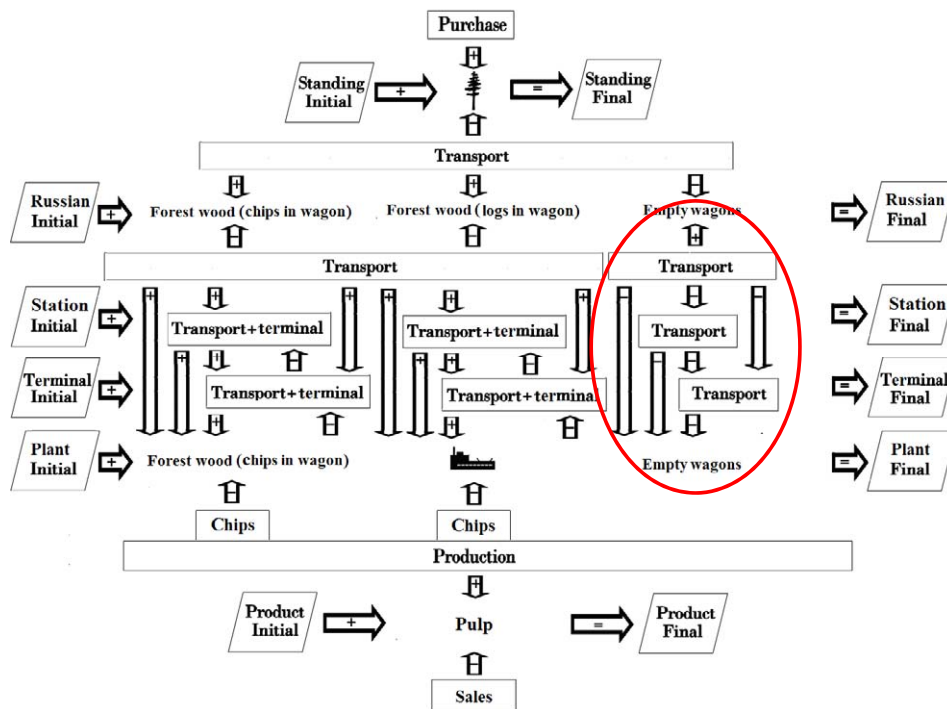 Purchase
+
Standing
Initial
+
=
Standing
Final
−
Transport
+
+
−
Russian
Initial
+
Forest wood (chips in wagon)
Forest wood (logs in wagon)
Empty wagons
=
Russian
Final
−
−
+
Transport
Transport
+
+
+
+
+
+
−
−
−
Station
Initial
+
Transport+terminal
Transport+terminal
Transport
=
Station
Final
+
+
−
+
+
−
−
−
Terminal
Initial
+
Transport+terminal
Transport+terminal
Transport
=
Terminal
Final
+
−
+
−
−
Plant
Initial
+
Forest wood (chips in wagon)
Empty wagons
=
Plant
Final
−
−
Chips
Chips
Production
+
Product
Initial
+
Pulp
=
Product
Final
−
Sales